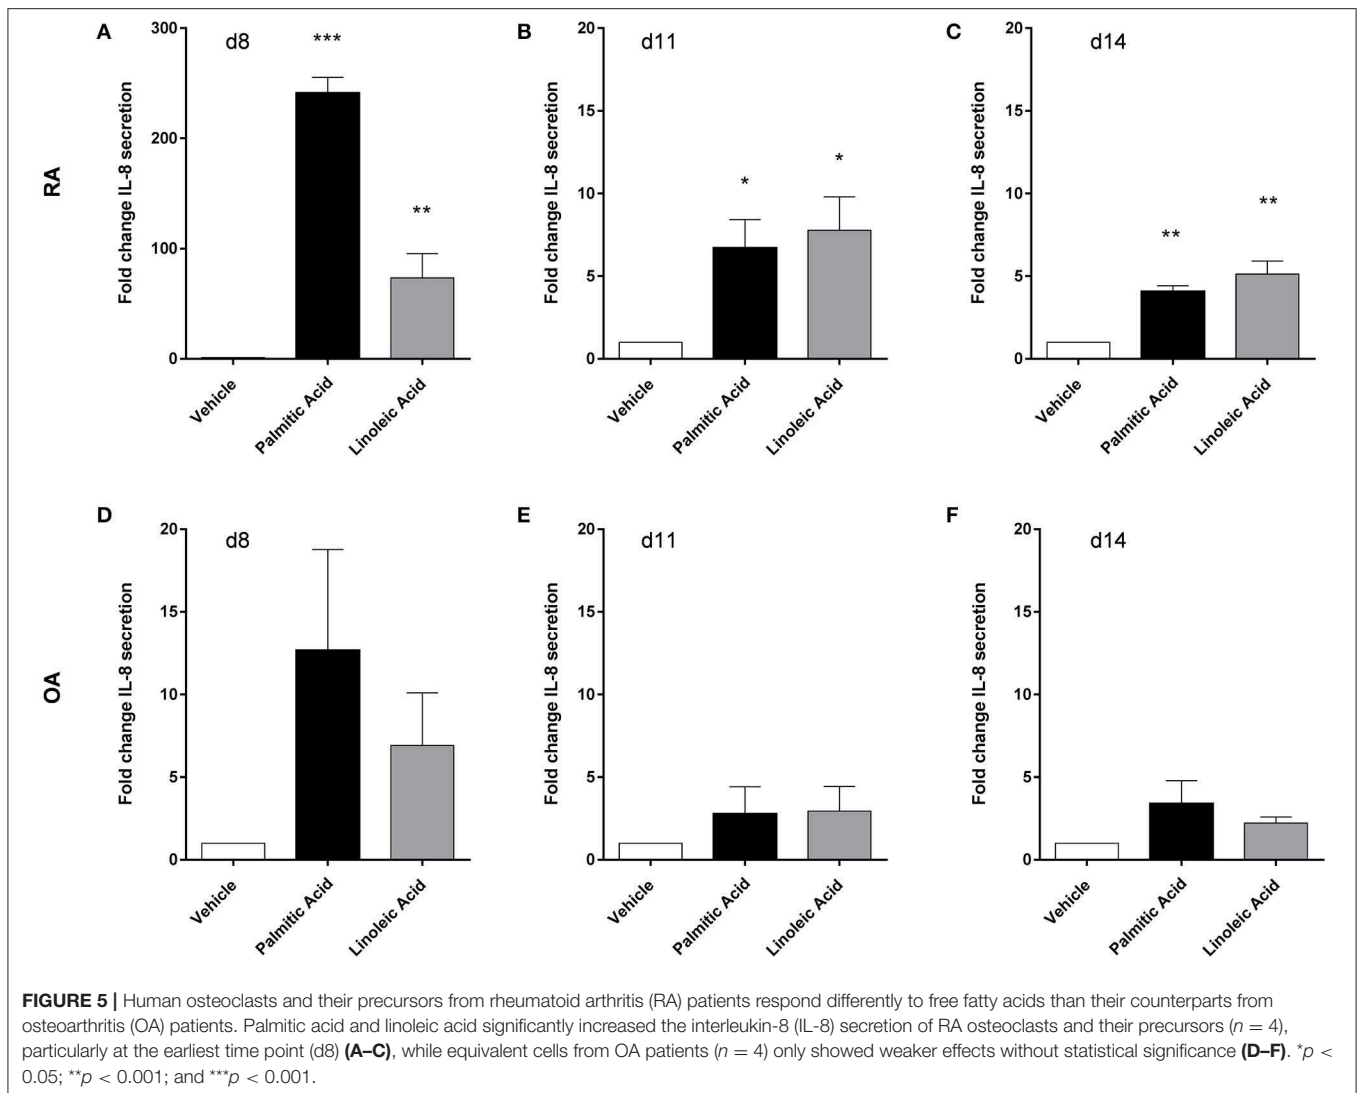 A
d8
***
**
300
200
100
0
Fold change IL-8 secretion
Vehicle
Palmitic Acid
Linoleic Acid
B
d11
*
*
20
15
10
5
0
Fold change IL-8 secretion
Vehicle
Palmitic Acid
Linoleic Acid
C
d14
**
**
20
15
10
5
0
Fold change IL-8 secretion
Vehicle
Palmitic Acid
Linoleic Acid
RA
D
d8
20
15
10
5
0
Fold change IL-8 secretion
Vehicle
Palmitic Acid
Linoleic Acid
E
d11
20
15
10
5
0
Fold change IL-8 secretion
Vehicle
Palmitic Acid
Linoleic Acid
F
d14
20
15
10
5
0
Fold change IL-8 secretion
Vehicle
Palmitic Acid
Linoleic Acid
OA
FIGURE 5 | Human osteoclasts and their precursors from rheumatoid arthritis (RA) patients respond differently to free fatty acids than their counterparts from
osteoarthritis (OA) patients. Palmitic acid and linoleic acid significantly increased the interleukin-8 (IL-8) secretion of RA osteoclasts and their precursors (n = 4),
particularly at the earliest time point (d8) (A–C), while equivalent cells from OA patients (n = 4) only showed weaker effects without statistical significance (D–F). *p <
0.05; **p < 0.001; and ***p < 0.001.